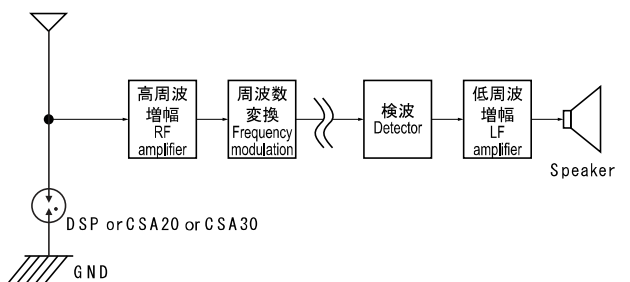 高周波
増幅
RF
amplifier
周波数
変換
Frequency
modulation
検波
Detector
低周波
増幅
LF
amplifier
Speaker
DSP or CSA20 or CSA30
GND